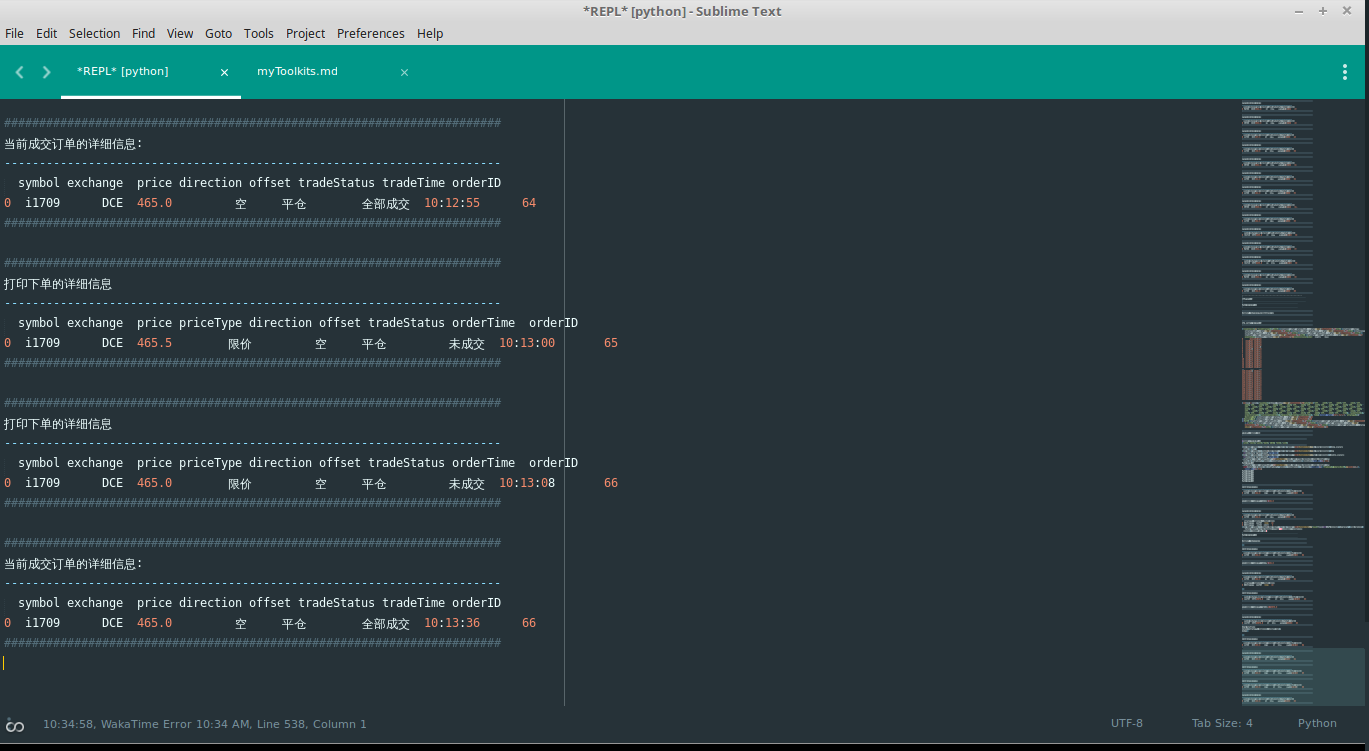 *REPL* [python] - Sublime Text
File Edit Selection Find View Goto Tools Project Preferences Help
*REPL* [python] myToolkits.md
#######################################################################
当前成交订单的详细信息:
-----------------------------------------------------------------------
symbol exchange price direction offset tradeStatus tradeTime orderID
0 i1709 DCE 465.0 空 平仓 全部成交 10:12:55 64
#######################################################################
#######################################################################
打印下单的详细信息
-----------------------------------------------------------------------
symbol exchange price priceType direction offset tradeStatus orderTime orderID
0 i1709 DCE 465.5 限价 空 平仓 未成交 10:13:00 65
#######################################################################
#######################################################################
打印下单的详细信息
-----------------------------------------------------------------------
symbol exchange price priceType direction offset tradeStatus orderTime orderID
0 i1709 DCE 465.0 限价 空 平仓 未成交 10:13:08 66
#######################################################################
#######################################################################
当前成交订单的详细信息:
-----------------------------------------------------------------------
symbol exchange price direction offset tradeStatus tradeTime orderID
0 i1709 DCE 465.0 空 平仓 全部成交 10:13:36 66
#######################################################################
10:34:58, WakaTime Error 10:34 AM, Line 538, Column 1 UTF-8 Tab Size: 4 Python